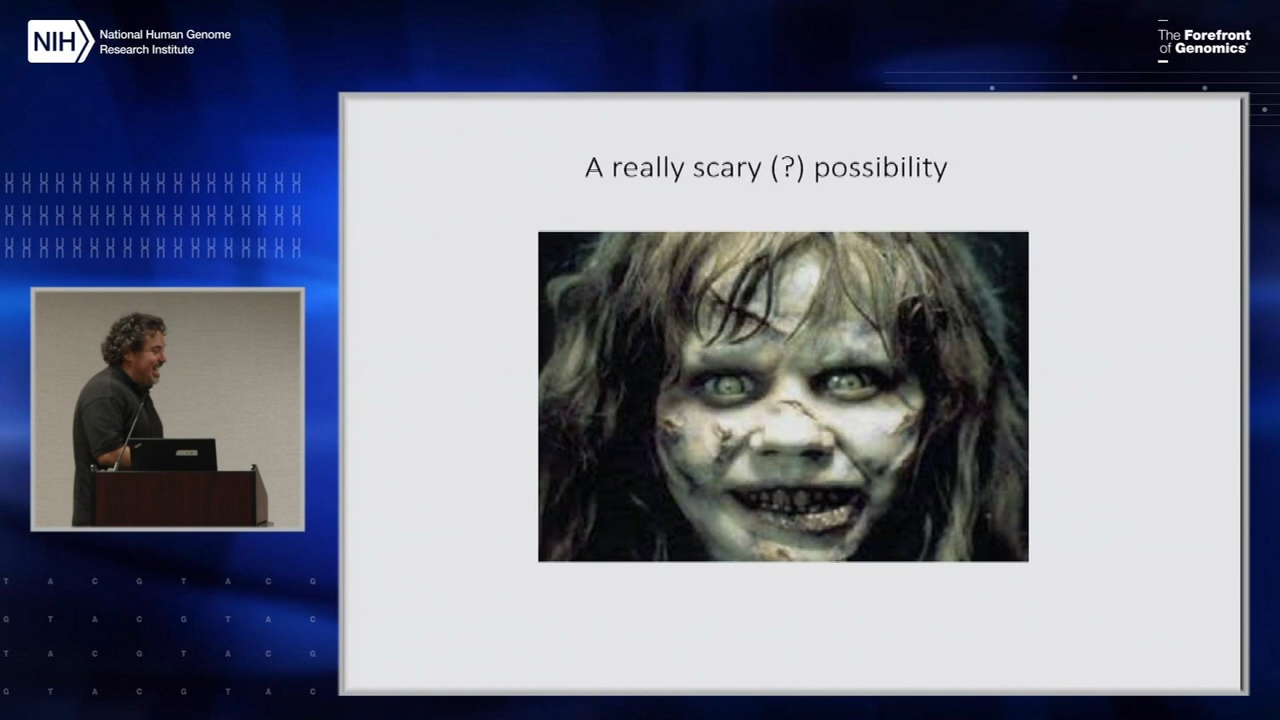 NIH
National Human Genome
Research Institute
The Forefront
of Genomics®
A really scary (?) possibility
T A C G T A C G
G T A C G T A C
T A C G T A C G
G T A C G T A C